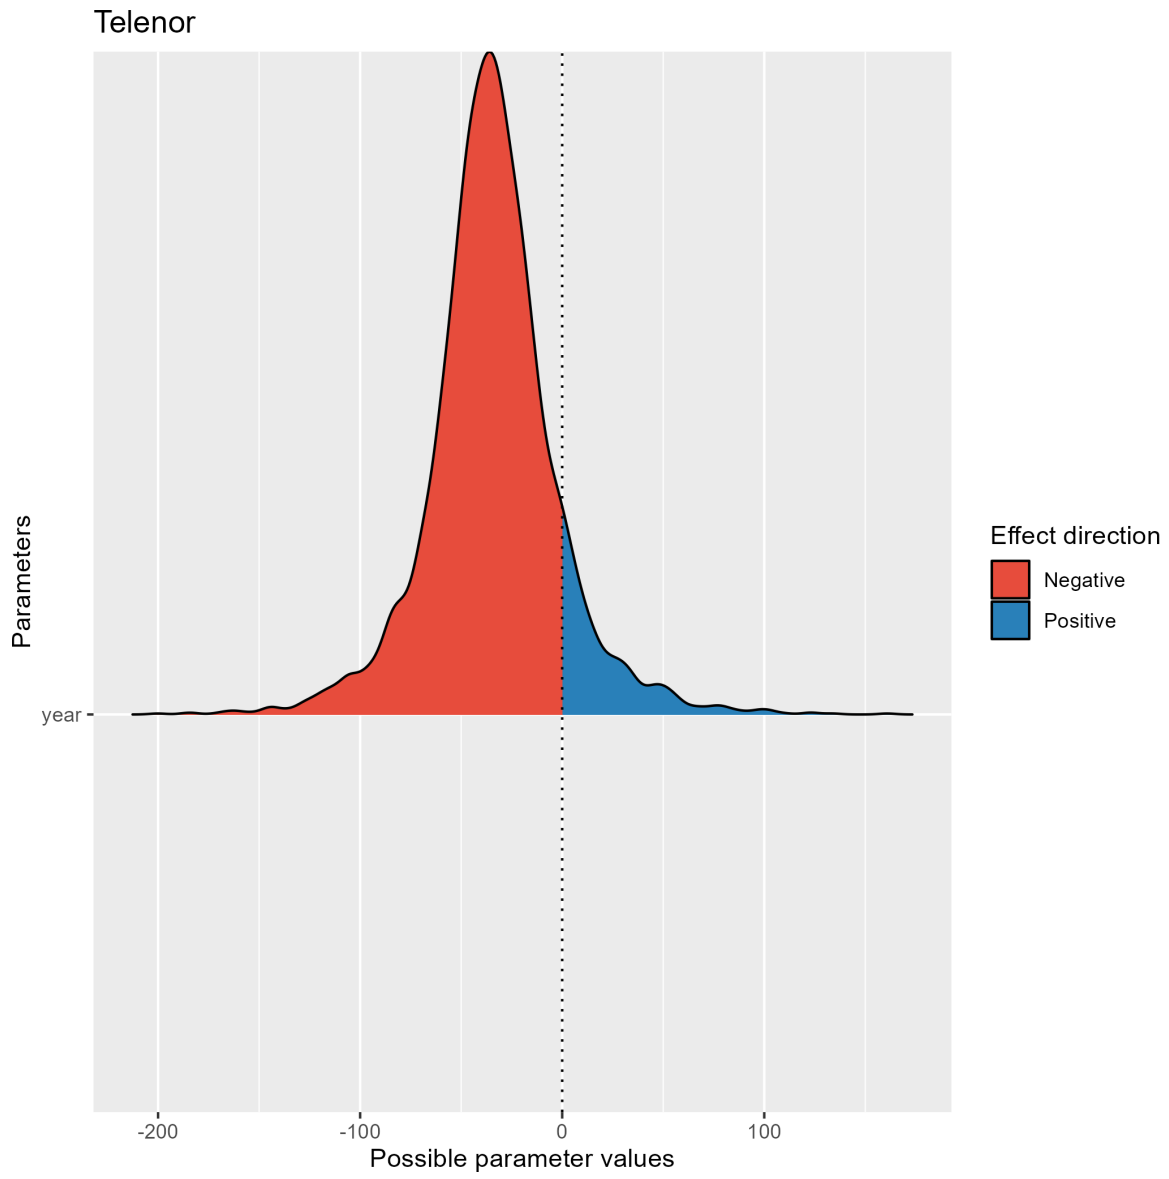 Telenor
Parameters
year
-200
-100
0
100
Possible parameter values
Effect direction
Negative
Positive